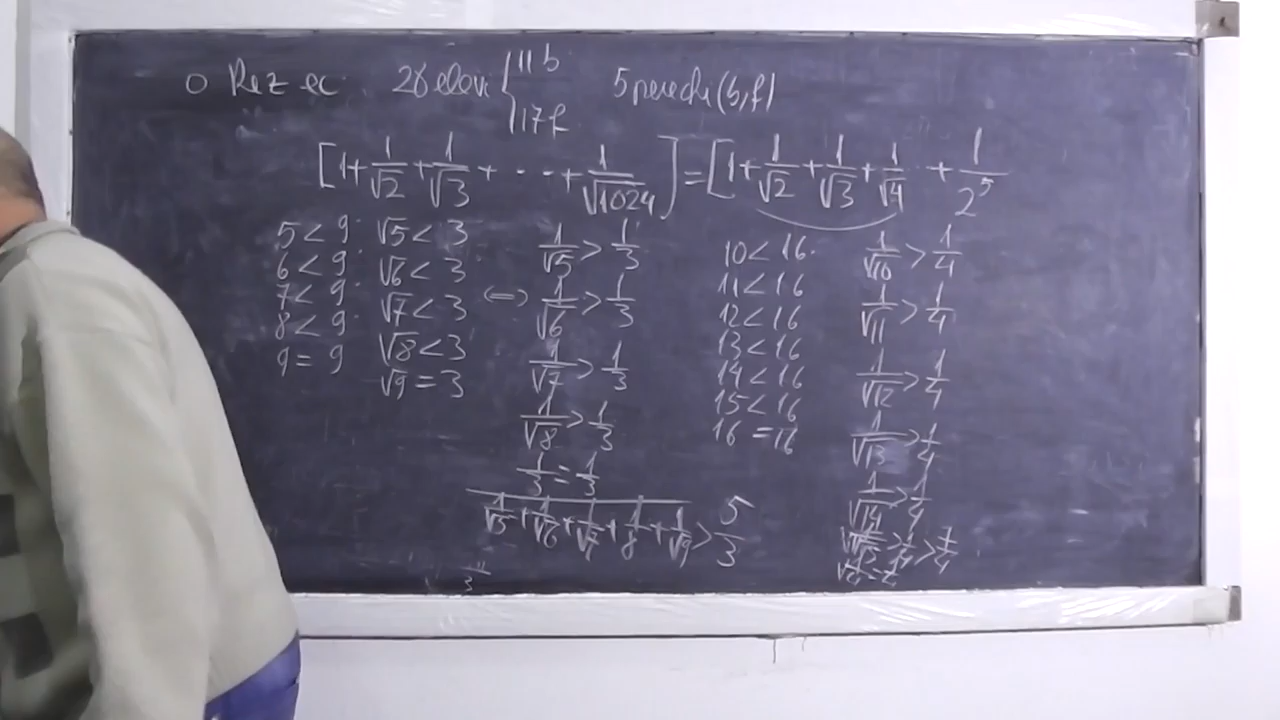 o Rez ec 28 elevi { 11 b 17 f 5 perechi (b,f)
[1+1/√2+1/√3+ ··· +1/√1024] = [1+1/√2+1/√3+1/√4 ·· +1/2^5
5<9 √5<3 1/√5>1/3 10<16 1/√10>1/4
6<9 √6<3 <=> 1/√6>1/3 11<16 1/√11>1/4
7<9 √7<3 1/√7>1/3 12<16 1/√12>1/4
8<9 √8<3 1/√8>1/3 13<16 1/√13>1/4
9=9 √9=3 1/3=1/3 14<16 1/√14>1/4
15<16
16=16
1/√5+1/√6+1/√7+1/8+1/√9>5/3
>7/4